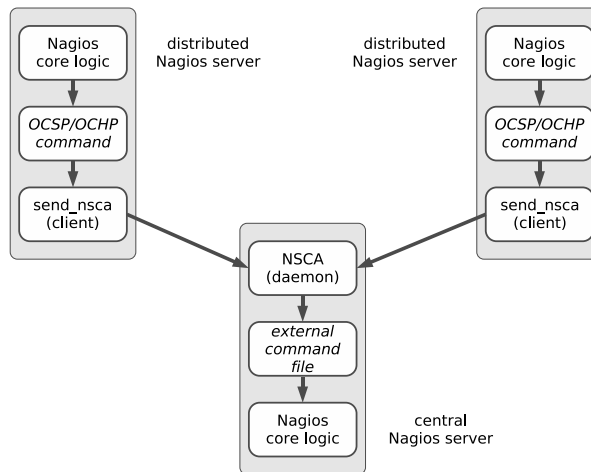 Nagios
core logic
distributed
Nagios server
OCSP/OCHP
command
send_nsca
(client)
distributed
Nagios server
Nagios
core logic
OCSP/OCHP
command
send_nsca
(client)
NSCA
(daemon)
external
command
file
Nagios
core logic
central
Nagios server